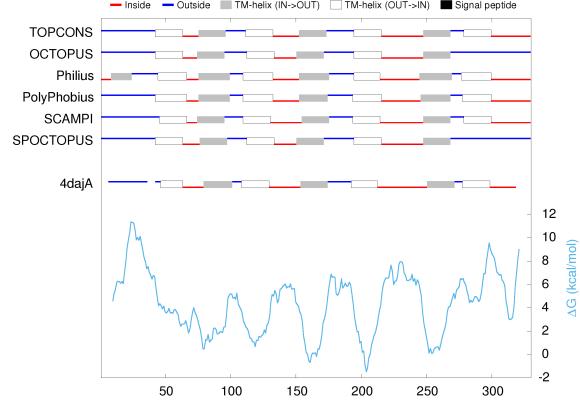 Inside Outside TM-helix (IN->OUT) TM-helix (OUT->IN) Signal peptide
TOPCONS
OCTOPUS
Philius
PolyPhobius
SCAMPI
SPOCTOPUS
4dajA
12
10
8
6
4
2
0
-2
ΔG (kcal/mol)
50 100 150 200 250 300